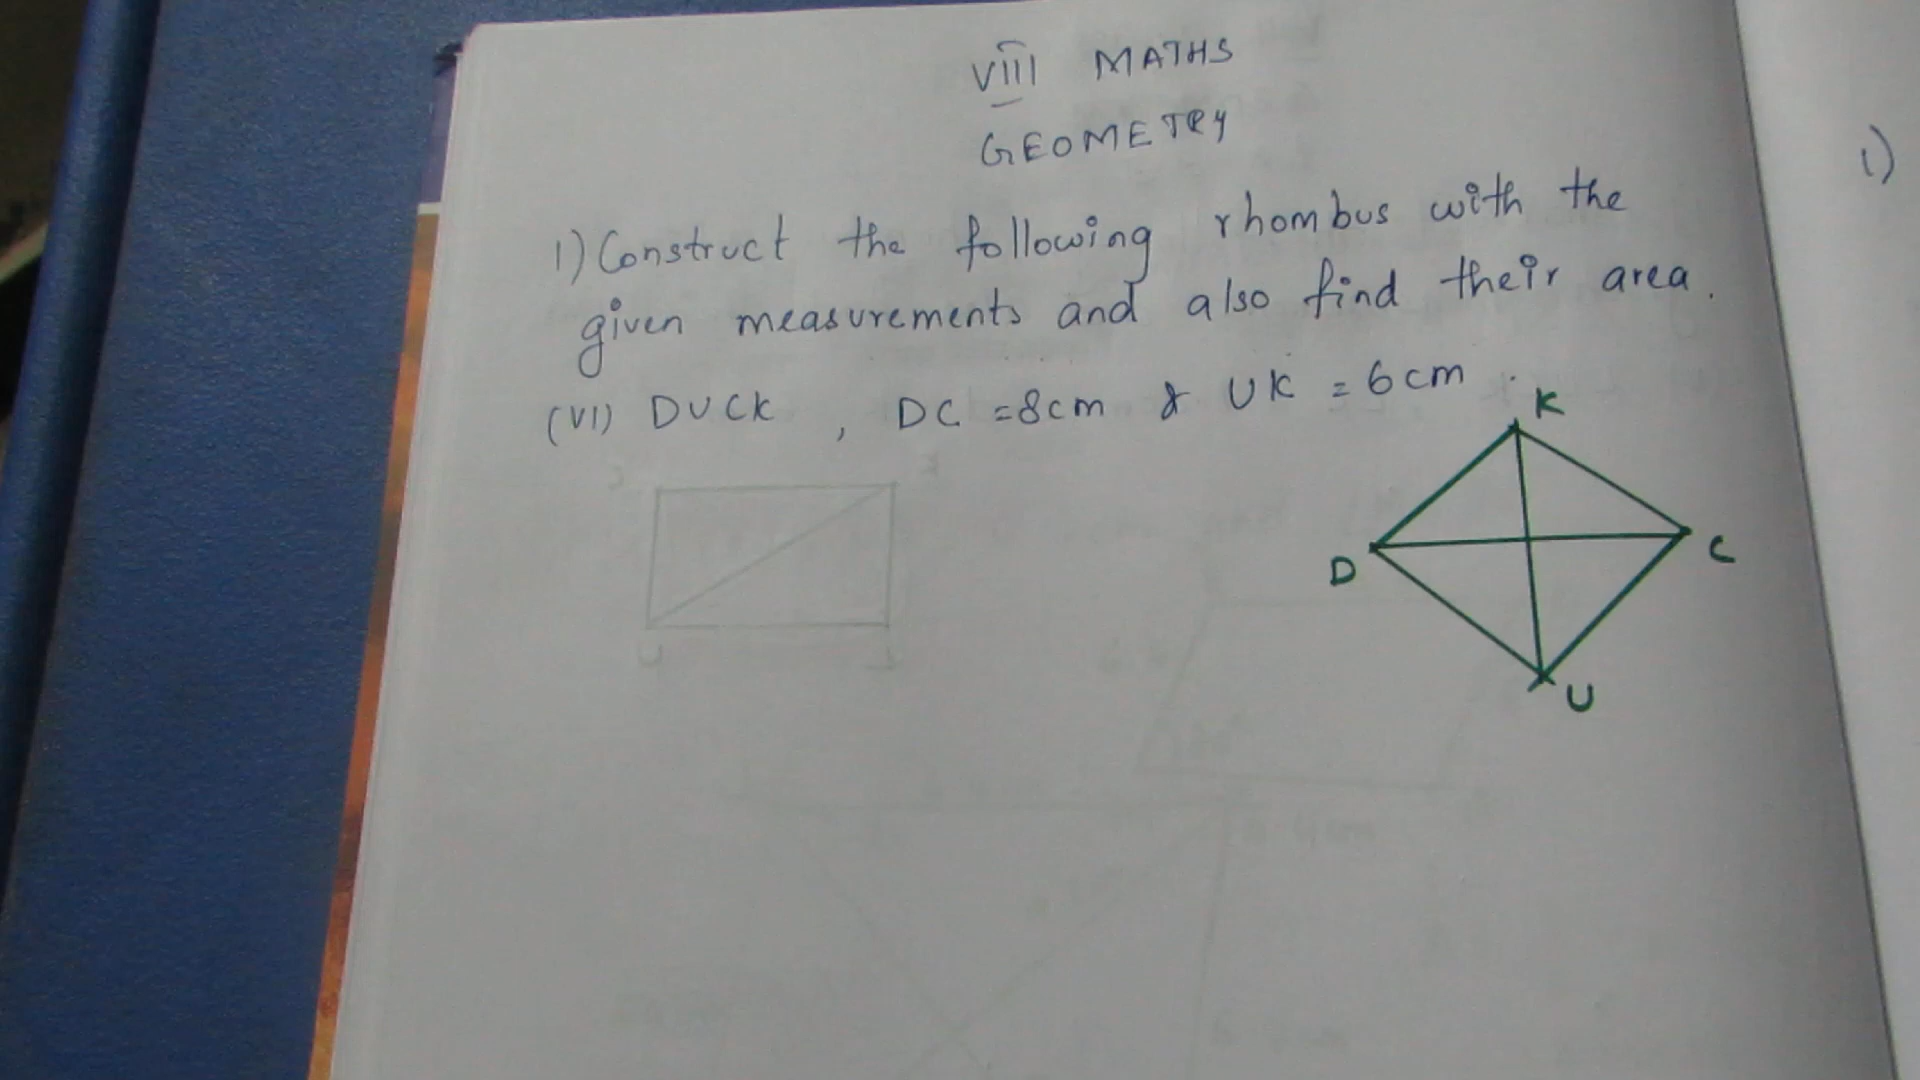 VIII MATHS
GEOMETRY
1) Construct the following rhombus with the
given measurements and also find their area.
(VI) DUCK, DC = 8cm & UK = 6cm.
K
D
C
U
1)